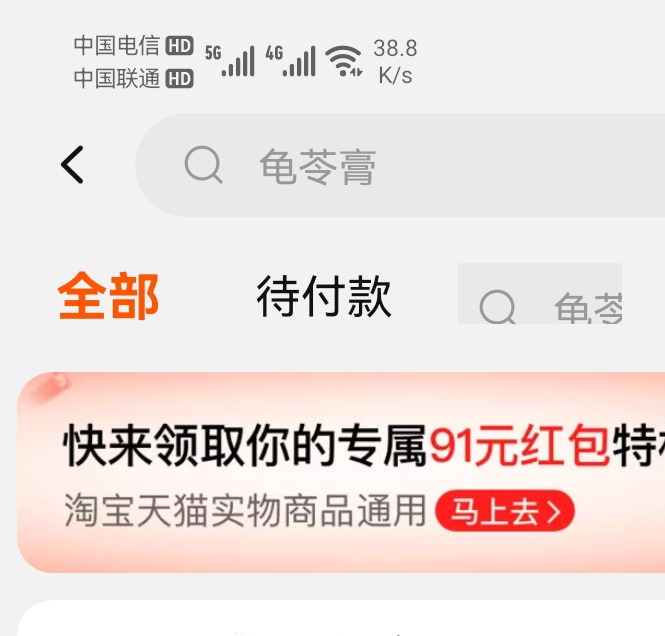 中国电信 HD 5G 4G 38.8
中国联通 HD K/s
龟苓膏
全部 待付款 龟苓
快来领取你的专属91元红包特
淘宝天猫实物商品通用 马上去